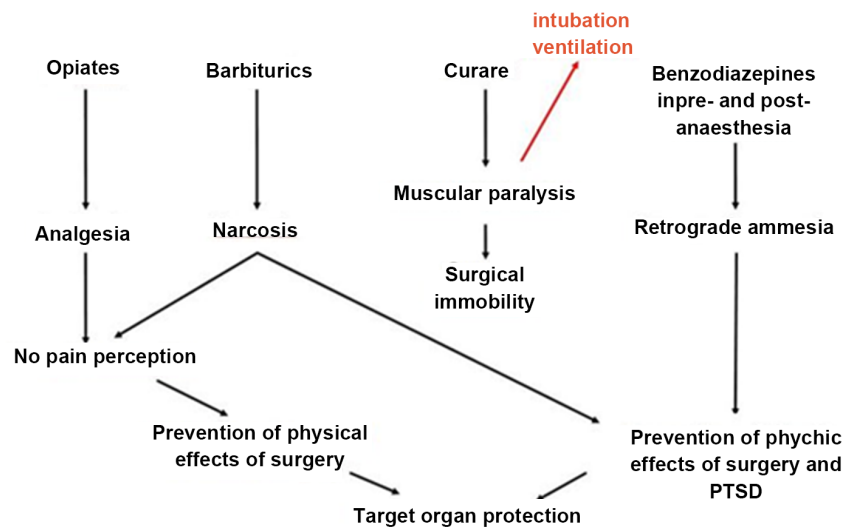 intubation
ventilation
Opiates
Barbiturics
Curare
Benzodiazepines
inpre- and post-
anaesthesia
Muscular paralysis
Analgesia
Narcosis
Retrograde ammesia
Surgical
immobility
No pain perception
Prevention of physical
effects of surgery
Prevention of phychic
effects of surgery and
PTSD
Target organ protection